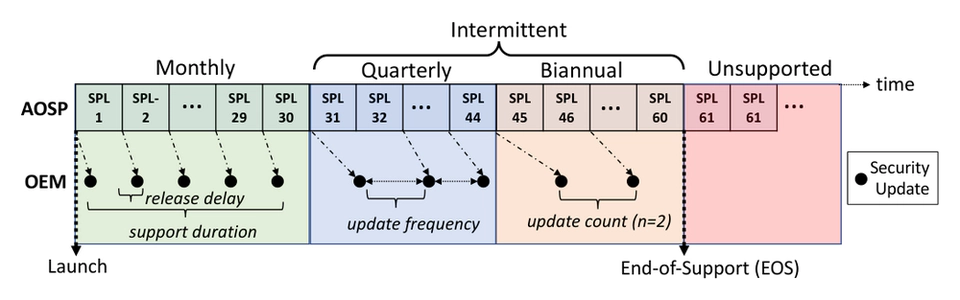 Intermittent
Monthly
Quarterly
Biannual
Unsupported
AOSP
SPL 1
SPL- 2
...
SPL 29
SPL 30
SPL 31
SPL 32
...
SPL 44
SPL 45
SPL 46
...
SPL 60
SPL 61
SPL 61
...
time
OEM
release delay
support duration
update frequency
update count (n=2)
Security
Update
Launch
End-of-Support (EOS)